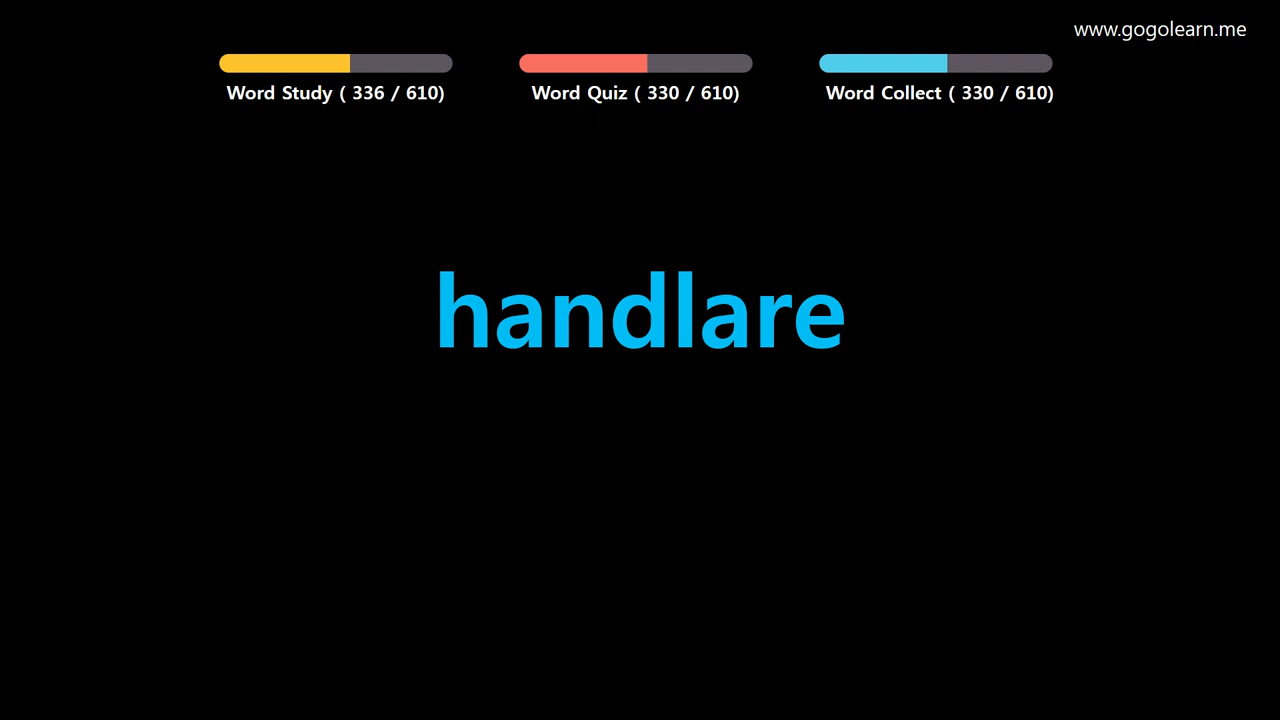 www.gogolearn.me
Word Study ( 336 / 610)
Word Quiz ( 330 / 610)
Word Collect ( 330 / 610)
handlare